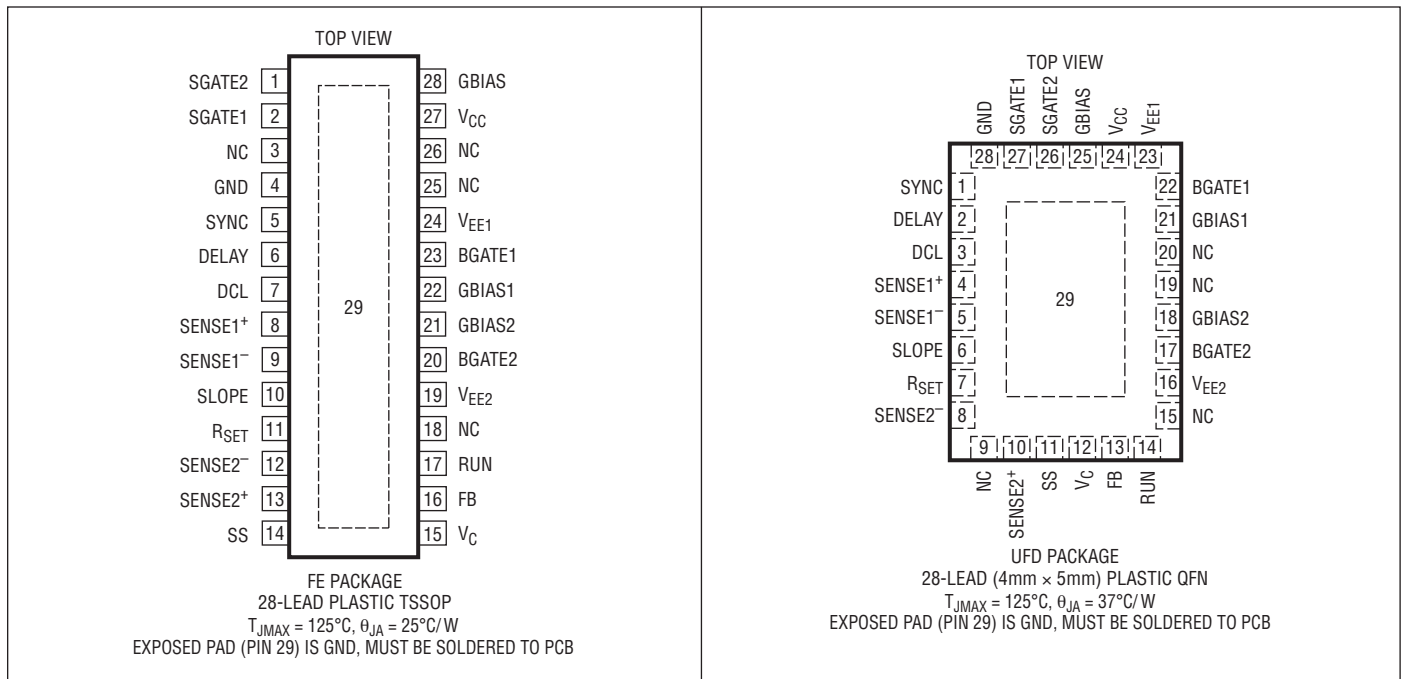 TOP VIEW
SGATE2 1
SGATE1 2
NC 3
GND 4
SYNC 5
DELAY 6
DCL 7
SENSE1+ 8
SENSE1– 9
SLOPE 10
RSET 11
SENSE2– 12
SENSE2+ 13
SS 14
29
28 GBIAS
27 VCC
26 NC
25 NC
24 VEE1
23 BGATE1
22 GBIAS1
21 GBIAS2
20 BGATE2
19 VEE2
18 NC
17 RUN
16 FB
15 VC
FE PACKAGE
28-LEAD PLASTIC TSSOP
TJMAX = 125°C, θJA = 25°C/W
EXPOSED PAD (PIN 29) IS GND, MUST BE SOLDERED TO PCB
TOP VIEW
GND
SGATE1
SGATE2
GBIAS
VCC
VEE1
28 27 26 25 24 23
SYNC 1
DELAY 2
DCL 3
SENSE1+ 4
SENSE1– 5
SLOPE 6
RSET 7
SENSE2– 8
29
22 BGATE1
21 GBIAS1
20 NC
19 NC
18 GBIAS2
17 BGATE2
16 VEE2
15 NC
9 10 11 12 13 14
NC
SENSE2+
SS
VC
FB
RUN
UFD PACKAGE
28-LEAD (4mm × 5mm) PLASTIC QFN
TJMAX = 125°C, θJA = 37°C/W
EXPOSED PAD (PIN 29) IS GND, MUST BE SOLDERED TO PCB